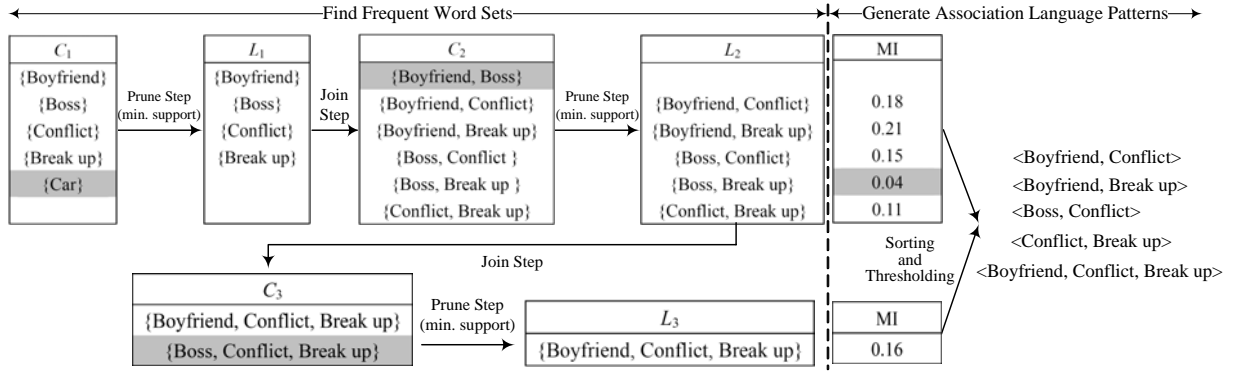 Find Frequent Word Sets
Generate Association Language Patterns
C1
{Boyfriend}
{Boss}
{Conflict}
{Break up}
{Car}
Prune Step
(min. support)
L1
{Boyfriend}
{Boss}
{Conflict}
{Break up}
Join
Step
C2
{Boyfriend, Boss}
{Boyfriend, Conflict}
{Boyfriend, Break up}
{Boss, Conflict }
{Boss, Break up }
{Conflict, Break up}
Prune Step
(min. support)
L2
{Boyfriend, Conflict}
{Boyfriend, Break up}
{Boss, Conflict}
{Boss, Break up}
{Conflict, Break up}
MI
0.18
0.21
0.15
0.04
0.11
<Boyfriend, Conflict>
<Boyfriend, Break up>
<Boss, Conflict>
<Conflict, Break up>
<Boyfriend, Conflict, Break up>
Sorting
and
Thresholding
Join Step
C3
{Boyfriend, Conflict, Break up}
{Boss, Conflict, Break up}
Prune Step
(min. support)
L3
{Boyfriend, Conflict, Break up}
MI
0.16